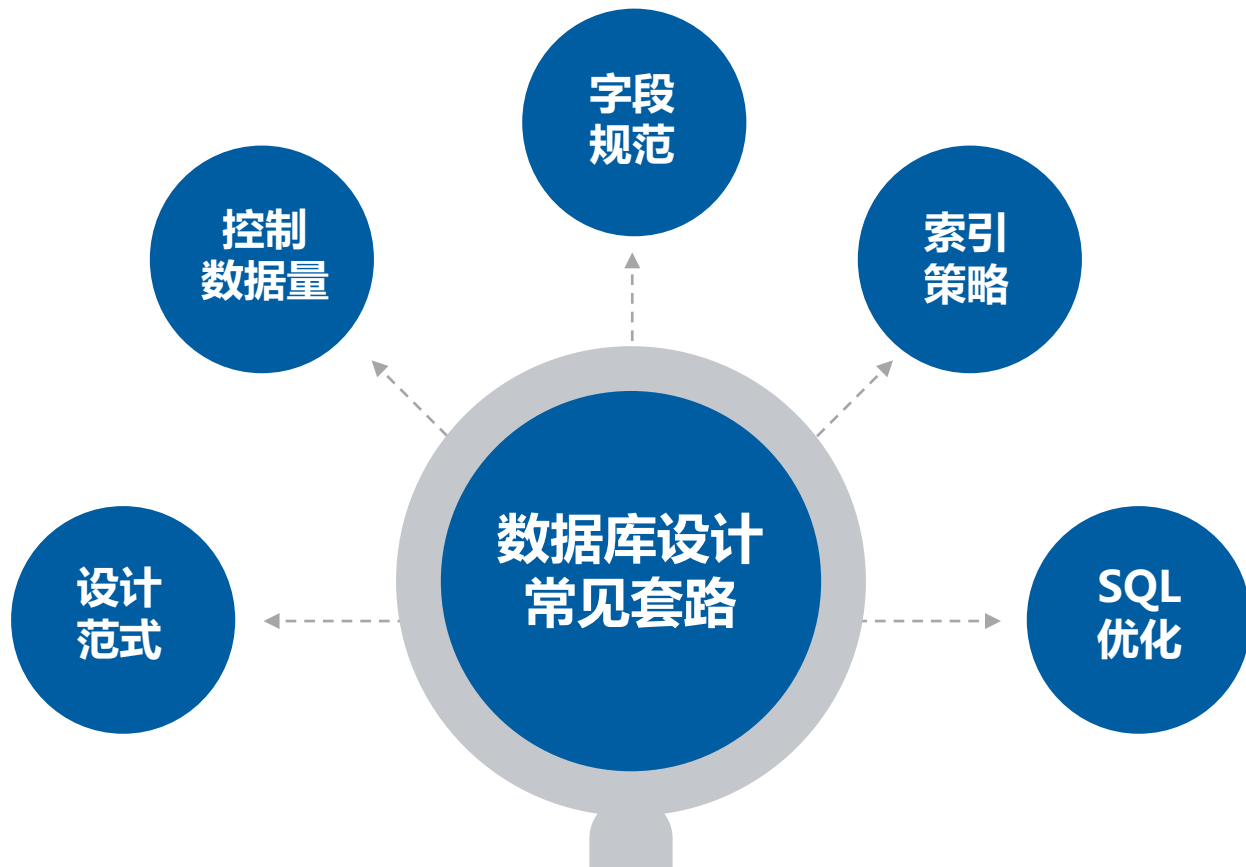 字段
规范
控制
数据量
索引
策略
数据库设计
常见套路
设计
范式
SQL
优化